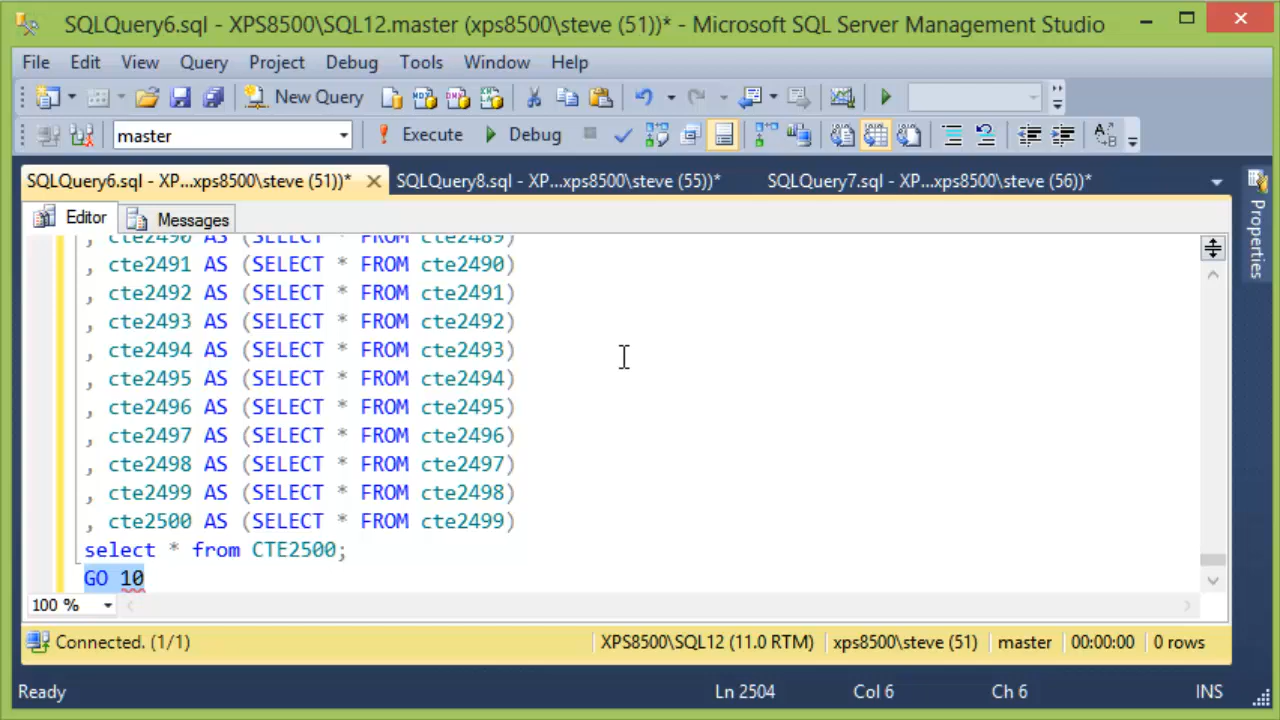 SQLQuery6.sql - XPS8500\SQL12.master (xps8500\steve (51))* - Microsoft SQL Server Management Studio
File Edit View Query Project Debug Tools Window Help
New Query
master Execute Debug
SQLQuery6.sql - XP...xps8500\steve (51))* SQLQuery8.sql - XP...xps8500\steve (55))* SQLQuery7.sql - XP...xps8500\steve (56))*
Properties
Editor Messages
, cte2490 AS (SELECT * FROM cte2489)
, cte2491 AS (SELECT * FROM cte2490)
, cte2492 AS (SELECT * FROM cte2491)
, cte2493 AS (SELECT * FROM cte2492)
, cte2494 AS (SELECT * FROM cte2493)
, cte2495 AS (SELECT * FROM cte2494)
, cte2496 AS (SELECT * FROM cte2495)
, cte2497 AS (SELECT * FROM cte2496)
, cte2498 AS (SELECT * FROM cte2497)
, cte2499 AS (SELECT * FROM cte2498)
, cte2500 AS (SELECT * FROM cte2499)
select * from CTE2500;
GO 10
100 %
Connected. (1/1) XPS8500\SQL12 (11.0 RTM) xps8500\steve (51) master 00:00:00 0 rows
Ready Ln 2504 Col 6 Ch 6 INS